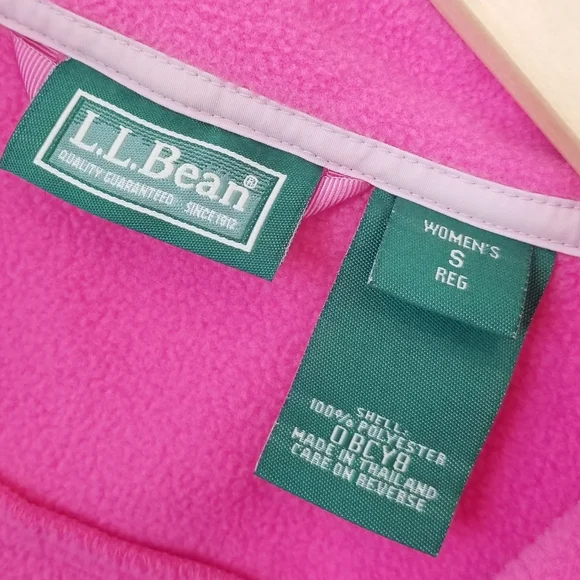 L.L.Bean®
QUALITY GUARANTEED SINCE 1912
WOMEN'S
S
REG
SHELL:
100% POLYESTER
0BCY8
MADE IN THAILAND
CARE ON REVERSE